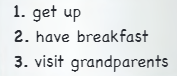 1. get up
2. have breakfast
3. visit grandparents